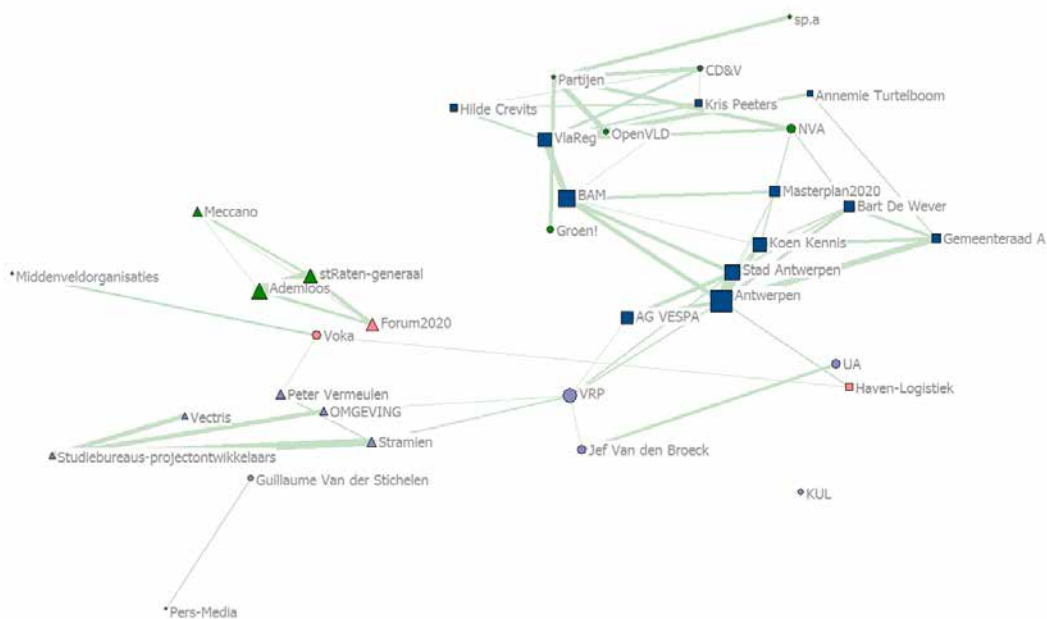 sp.a
CD&V
Partijen
Annemie Turtelboom
Kris Peeters
Hilde Crevits
NVA
OpenVLD
VlaReg
Masterplan2020
BAM
Bart De Wever
Meccano
Groen!
Gemeenteraad A
Koen Kennis
Middenveldorganisaties
stRaten-generaal
Stad Antwerpen
Ademloos
Antwerpen
AG VESPA
Forum2020
Voka
UA
Haven-Logistiek
Peter Vermeulen
VRP
OMGEVING
Vectris
Stramien
Jef Van den Broeck
Studiebureaus-projectontwikkelaars
Guillaume Van der Stichelen
KUL
Pers-Media